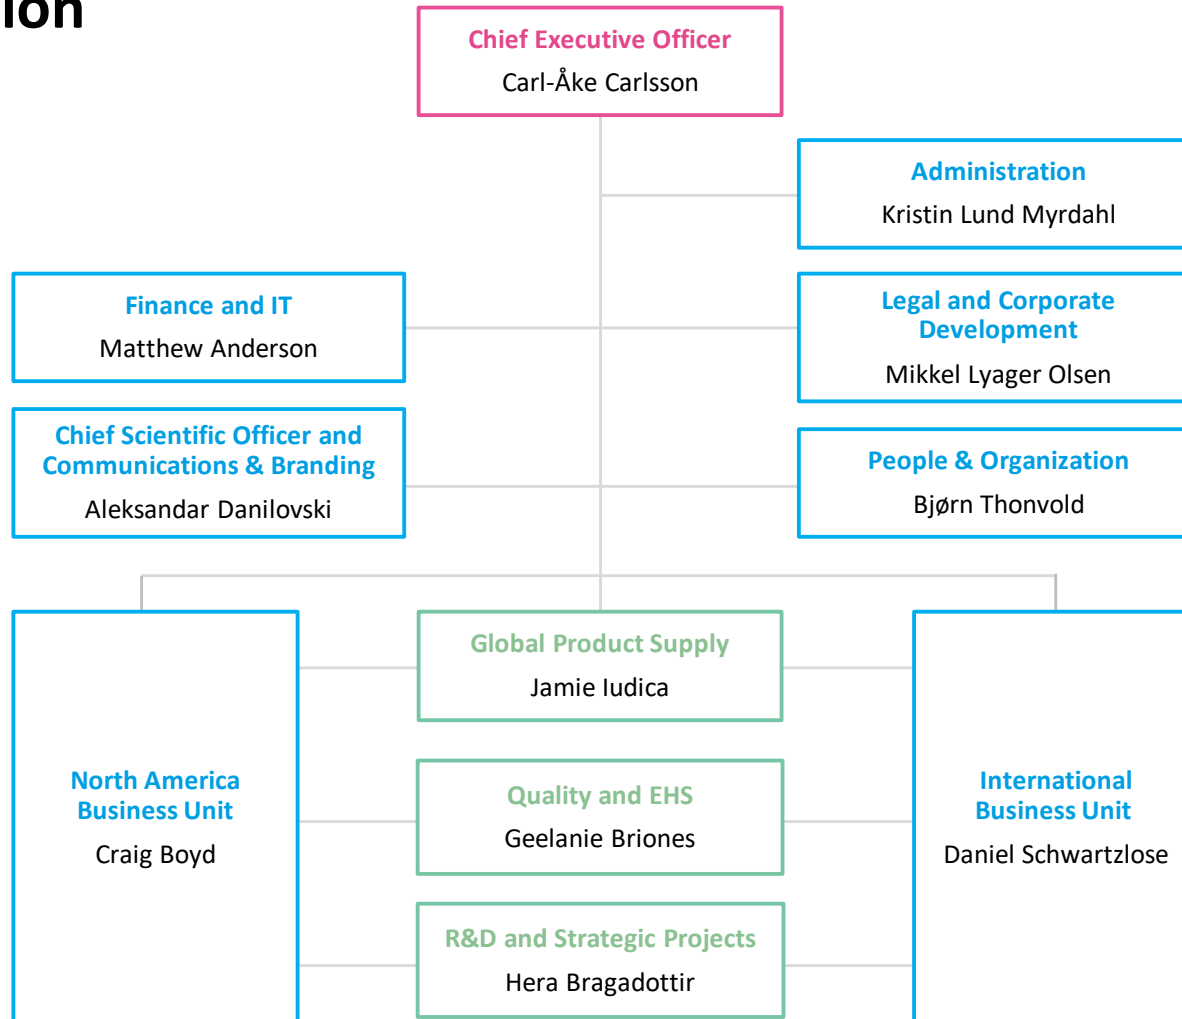 ion
Chief Executive Officer
Carl-Åke Carlsson
Administration
Kristin Lund Myrdahl
Finance and IT
Matthew Anderson
Legal and Corporate
Development
Mikkel Lyager Olsen
Chief Scientific Officer and
Communications & Branding
Aleksandar Danilovski
People & Organization
Bjørn Thonvold
Global Product Supply
Jamie Iudica
North America
Business Unit
Craig Boyd
Quality and EHS
Geelanie Briones
International
Business Unit
Daniel Schwartzlose
R&D and Strategic Projects
Hera Bragadottir